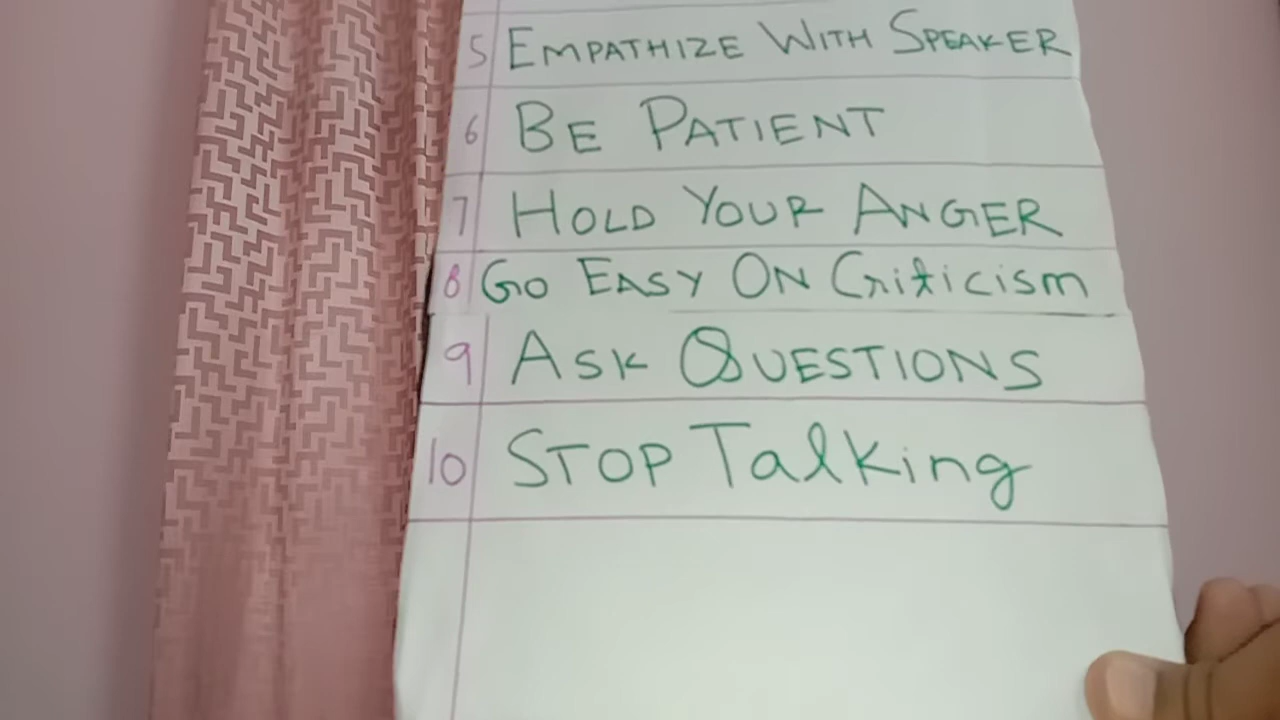 5 EMPATHIZE WITH SPEAKER
6 BE PATIENT
7 HOLD YOUR ANGER
8 GO EASY ON Criticism
9 ASK QUESTIONS
10 STOP Talking